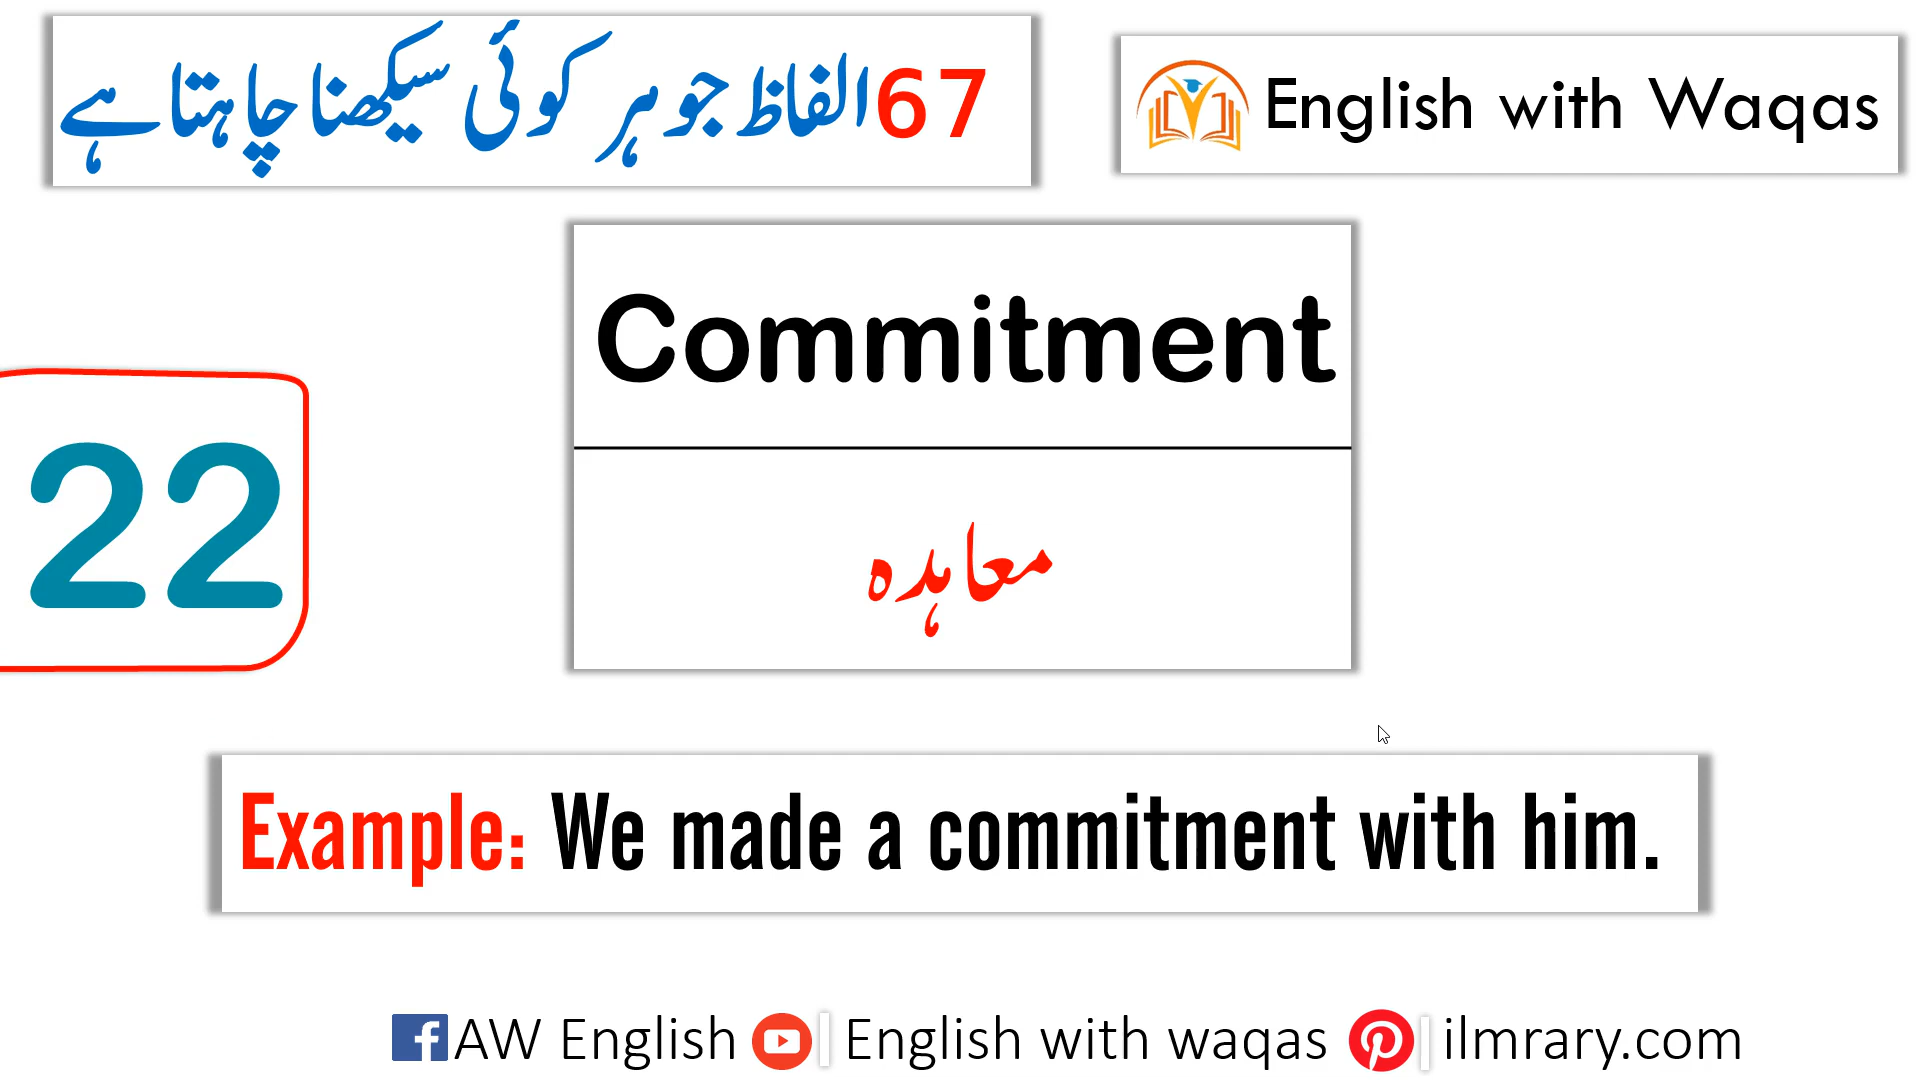 67 الفاظ جو ہر کوئی سیکھنا چاہتا ہے
English with Waqas
Commitment
22
معاہدہ
Example: We made a commitment with him.
AW English | English with waqas | ilmrary.com